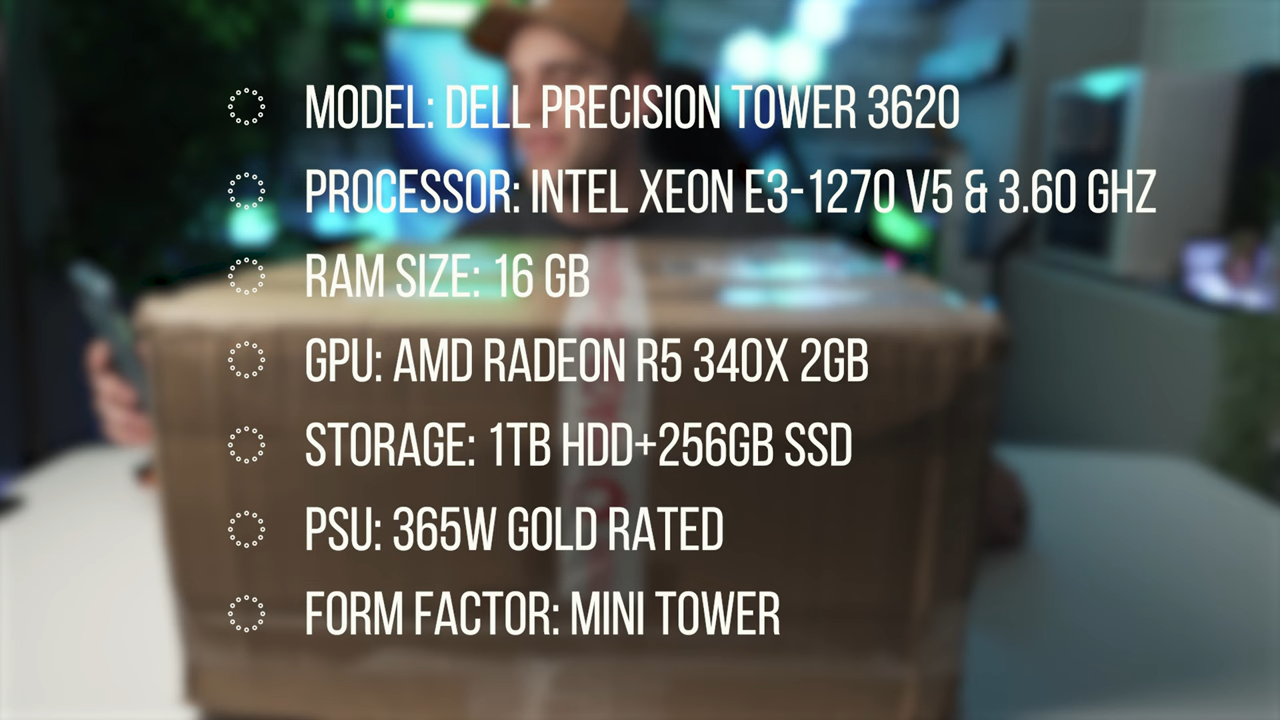 MODEL: DELL PRECISION TOWER 3620
PROCESSOR: INTEL XEON E3-1270 V5 & 3.60 GHZ
RAM SIZE: 16 GB
GPU: AMD RADEON R5 340X 2GB
STORAGE: 1TB HDD+256GB SSD
PSU: 365W GOLD RATED
FORM FACTOR: MINI TOWER